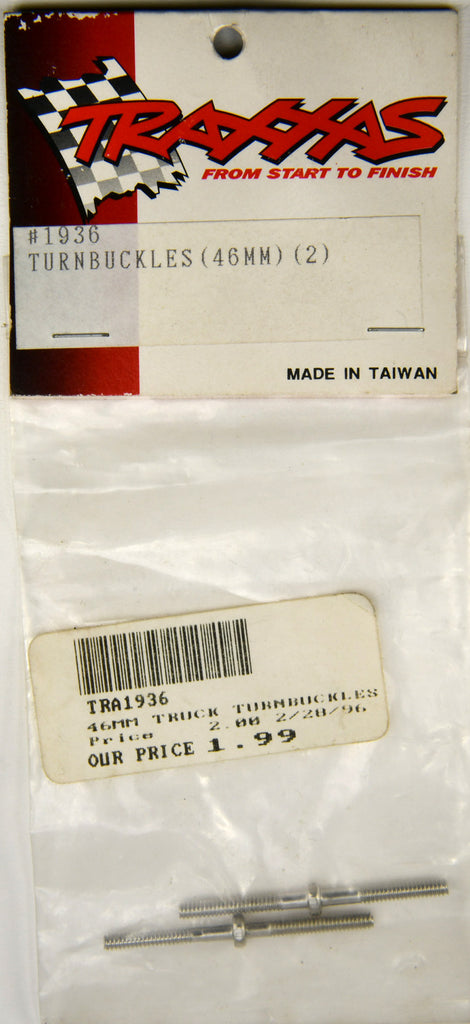 TRAXXAS
FROM START TO FINISH
#1936
TURNBUCKLES(46MM)(2)
MADE IN TAIWAN
TRA1936
46MM TRUCK TURNBUCKLES
Price 2.00 2/28/96
OUR PRICE 1.99